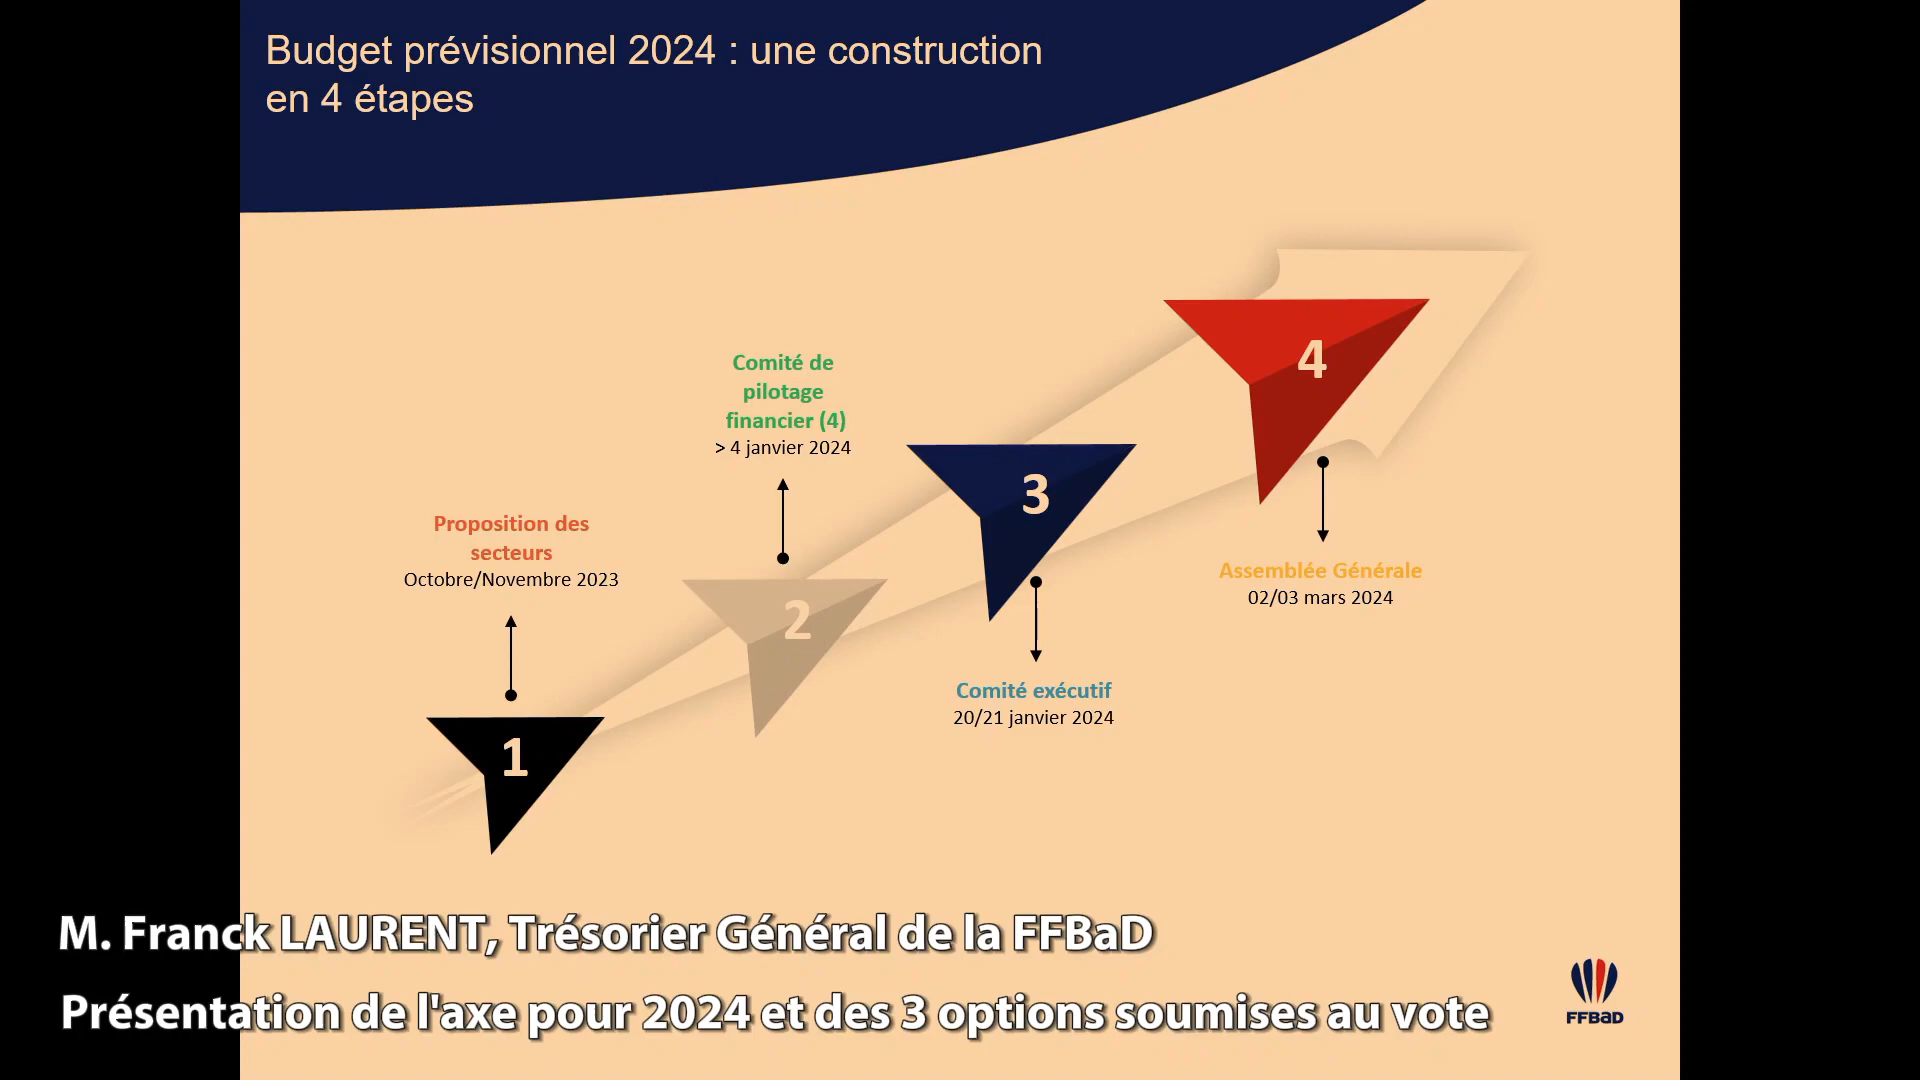 Budget prévisionnel 2024 : une construction
en 4 étapes
4
Comité de
pilotage
financier (4)
> 4 janvier 2024
3
Proposition des
secteurs
Octobre/Novembre 2023
2
Assemblée Générale
02/03 mars 2024
Comité exécutif
20/21 janvier 2024
1
M. Franck LAURENT, Trésorier Général de la FFBaD
Présentation de l'axe pour 2024 et des 3 options soumises au vote
FFBaD